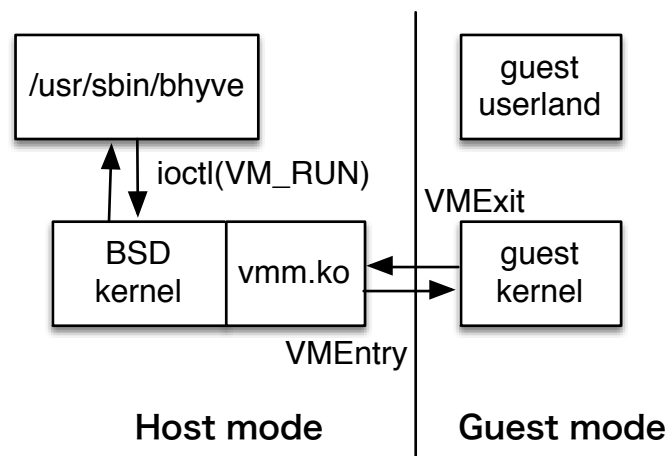 /usr/sbin/bhyve
guest
userland
ioctl(VM_RUN)
VMExit
BSD
kernel
vmm.ko
guest
kernel
VMEntry
Host mode
Guest mode